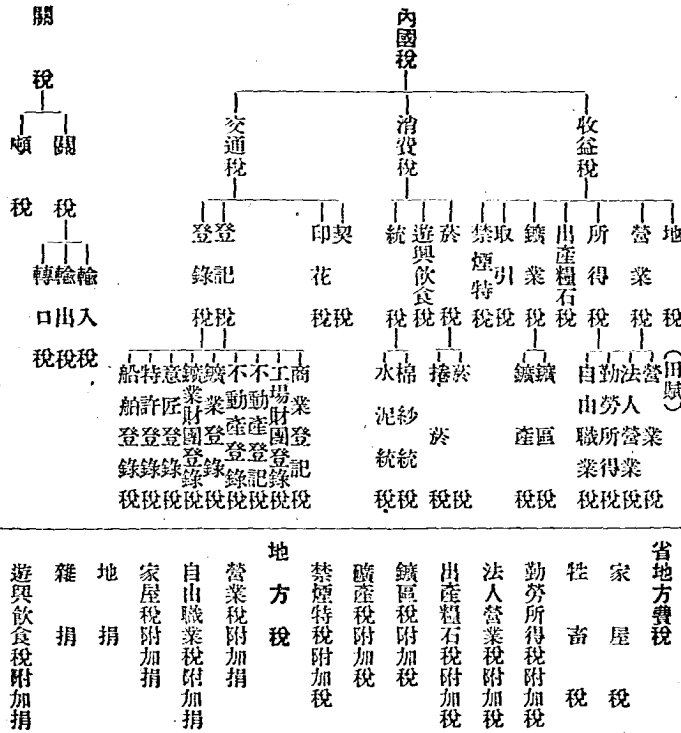 內國稅
收益稅
地稅(田賦)
營業稅
營業稅
法人營業稅
所得稅
勤勞所得稅
自由職業稅
出產糧石稅
鑛業稅
鑛區稅
鑛產稅
取引稅
禁煙特稅
消費稅
菸稅
菸稅
捲菸稅
遊興飲食稅
統稅
棉紗統稅
水泥統稅
交通稅
契稅
印花稅
登記稅
登錄稅
商業登記稅
工場財團登錄稅
不動產登記稅
不動產登錄稅
鑛業登錄稅
鑛業財團登錄稅
意匠登錄稅
特許登錄稅
船舶登錄稅
關稅
關稅
輸入稅
輸出稅
轉口稅
噸稅
省地方費稅
家屋稅
牲畜稅
勤勞所得稅附加稅
法人營業稅附加稅
出產糧石稅附加稅
鑛區稅附加稅
礦產稅附加稅
禁煙特稅附加稅
地方稅
營業稅附加捐
自由職業稅附加捐
家屋稅附加捐
地捐
雜捐
遊興飲食稅附加捐